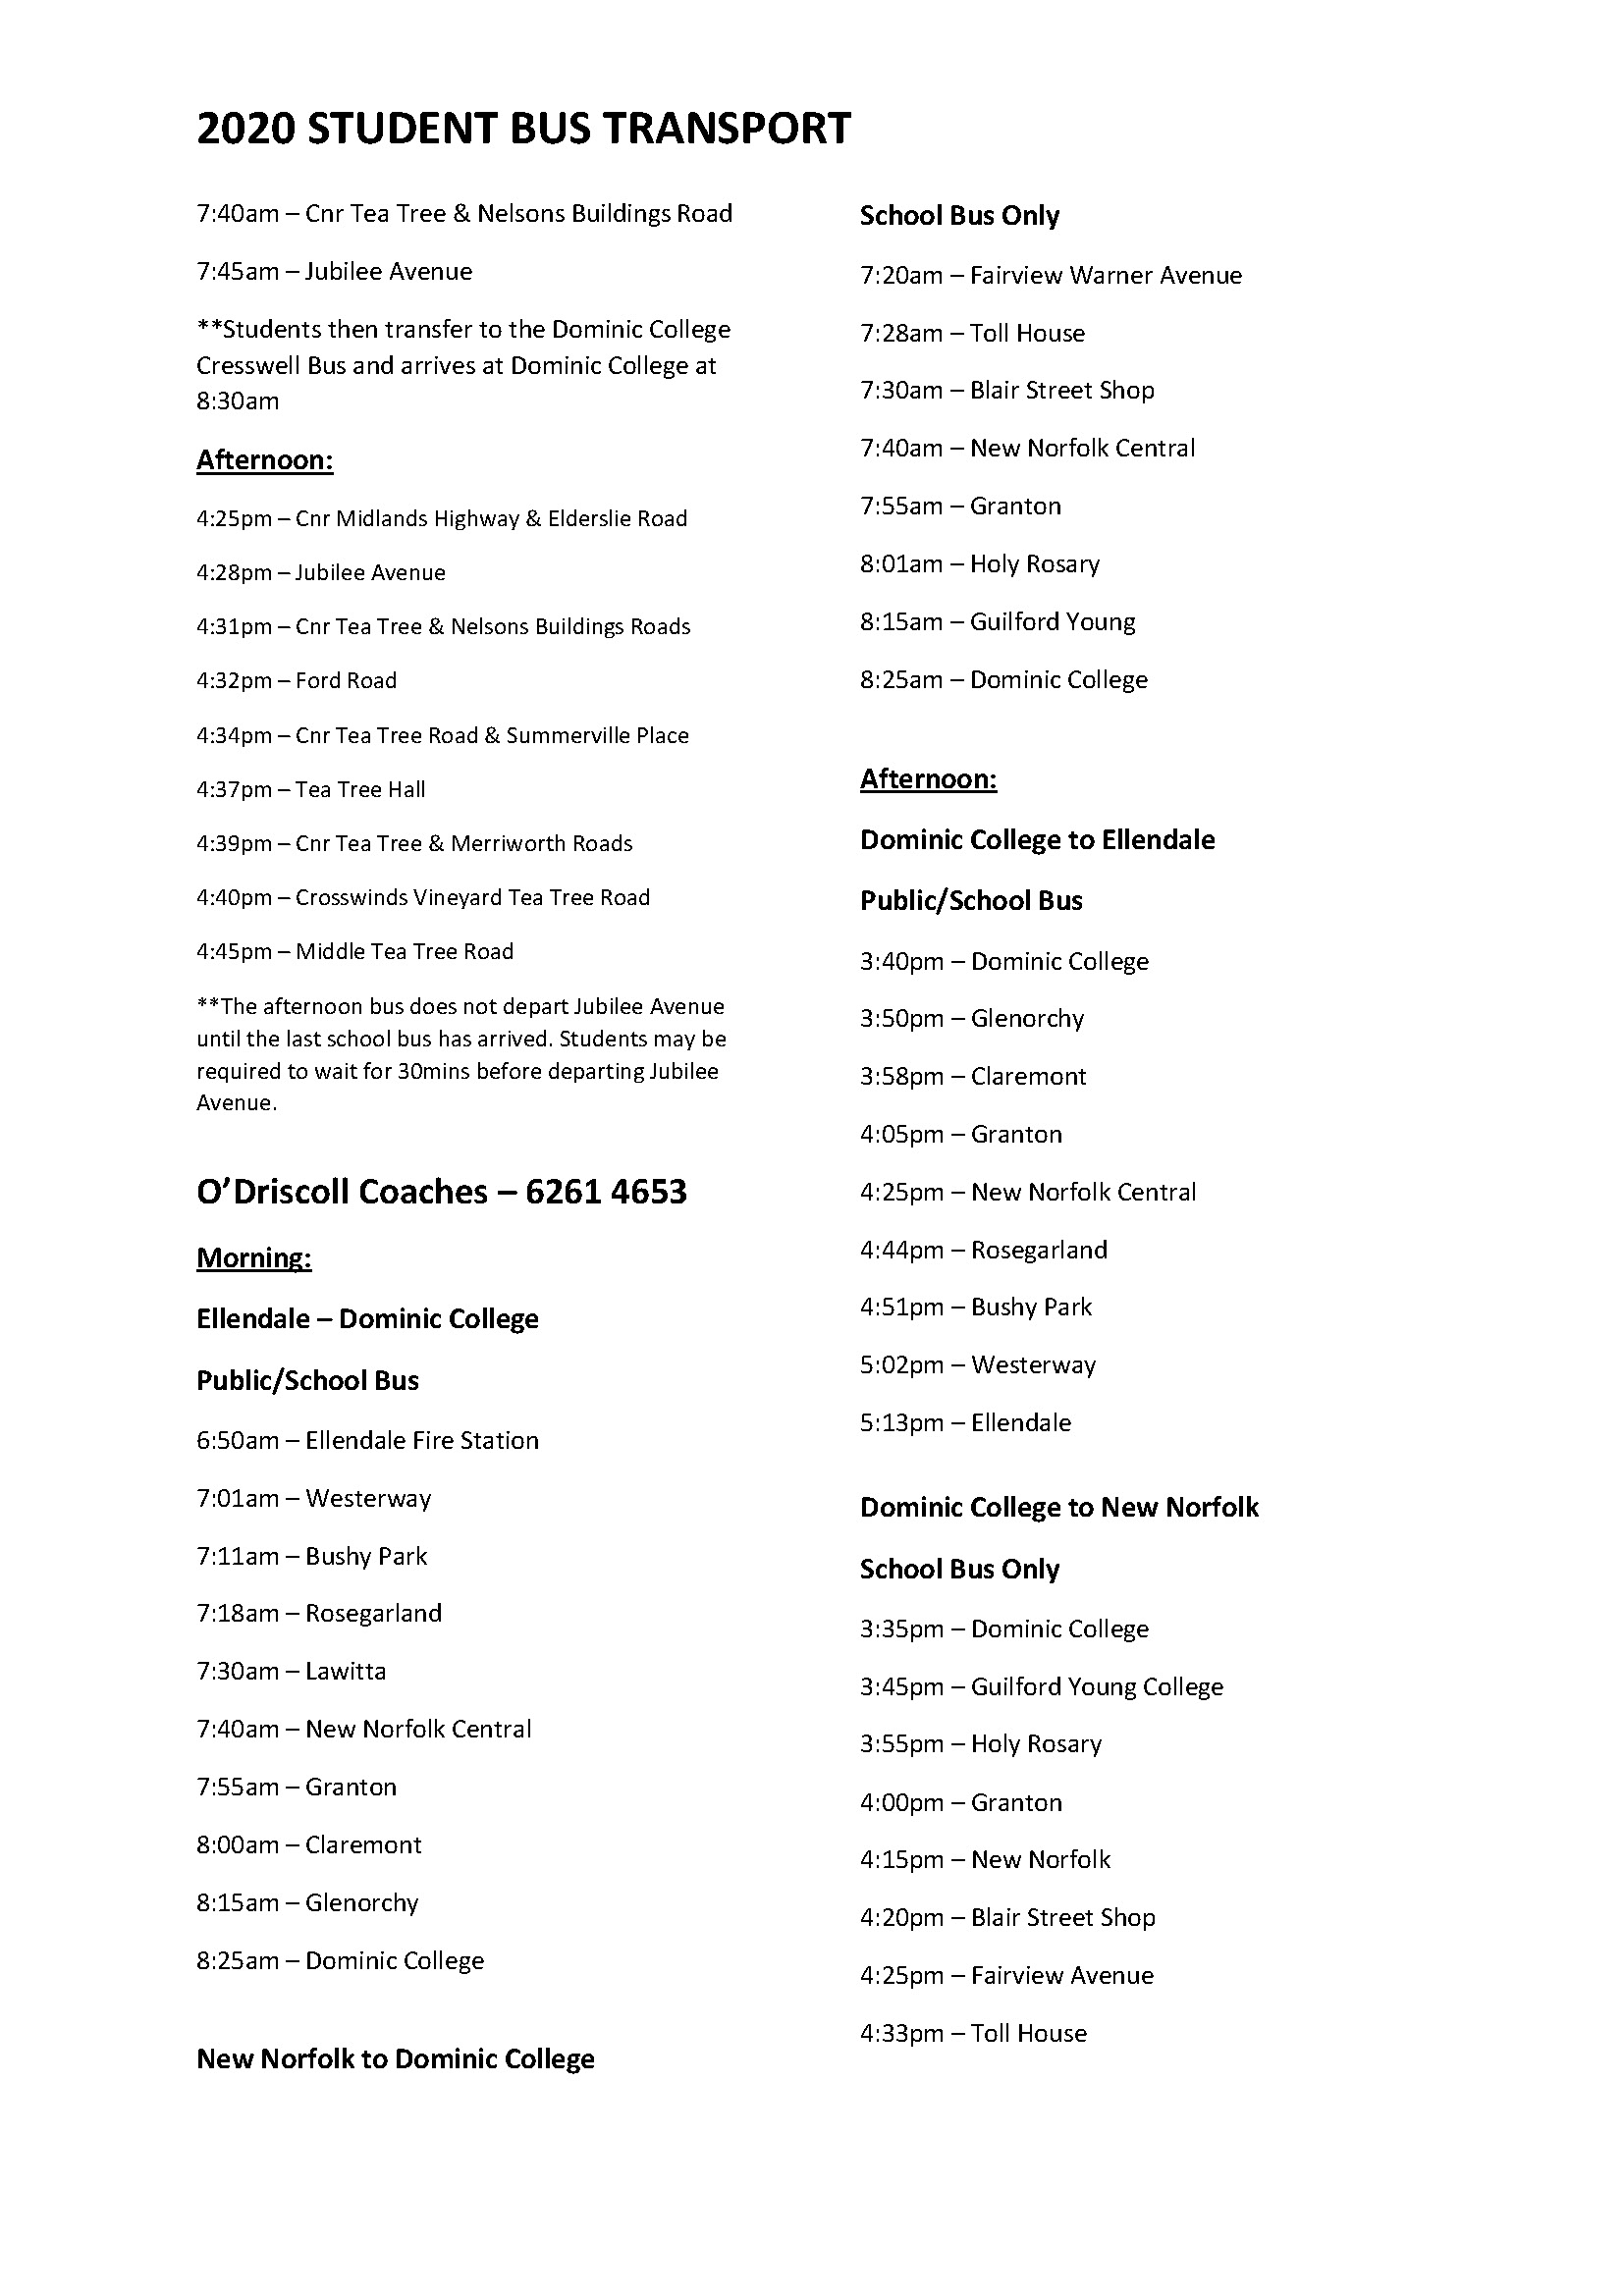 2020 STUDENT BUS TRANSPORT
7:40am – Cnr Tea Tree & Nelsons Buildings Road
7:45am – Jubilee Avenue
**Students then transfer to the Dominic College
Cresswell Bus and arrives at Dominic College at
8:30am
Afternoon:
4:25pm – Cnr Midlands Highway & Elderslie Road
4:28pm – Jubilee Avenue
4:31pm – Cnr Tea Tree & Nelsons Buildings Roads
4:32pm – Ford Road
4:34pm – Cnr Tea Tree Road & Summerville Place
4:37pm – Tea Tree Hall
4:39pm – Cnr Tea Tree & Merriworth Roads
4:40pm – Crosswinds Vineyard Tea Tree Road
4:45pm – Middle Tea Tree Road
**The afternoon bus does not depart Jubilee Avenue
until the last school bus has arrived. Students may be
required to wait for 30mins before departing Jubilee
Avenue.
O’Driscoll Coaches – 6261 4653
Morning:
Ellendale – Dominic College
Public/School Bus
6:50am – Ellendale Fire Station
7:01am – Westerway
7:11am – Bushy Park
7:18am – Rosegarland
7:30am – Lawitta
7:40am – New Norfolk Central
7:55am – Granton
8:00am – Claremont
8:15am – Glenorchy
8:25am – Dominic College
New Norfolk to Dominic College
School Bus Only
7:20am – Fairview Warner Avenue
7:28am – Toll House
7:30am – Blair Street Shop
7:40am – New Norfolk Central
7:55am – Granton
8:01am – Holy Rosary
8:15am – Guilford Young
8:25am – Dominic College
Afternoon:
Dominic College to Ellendale
Public/School Bus
3:40pm – Dominic College
3:50pm – Glenorchy
3:58pm – Claremont
4:05pm – Granton
4:25pm – New Norfolk Central
4:44pm – Rosegarland
4:51pm – Bushy Park
5:02pm – Westerway
5:13pm – Ellendale
Dominic College to New Norfolk
School Bus Only
3:35pm – Dominic College
3:45pm – Guilford Young College
3:55pm – Holy Rosary
4:00pm – Granton
4:15pm – New Norfolk
4:20pm – Blair Street Shop
4:25pm – Fairview Avenue
4:33pm – Toll House